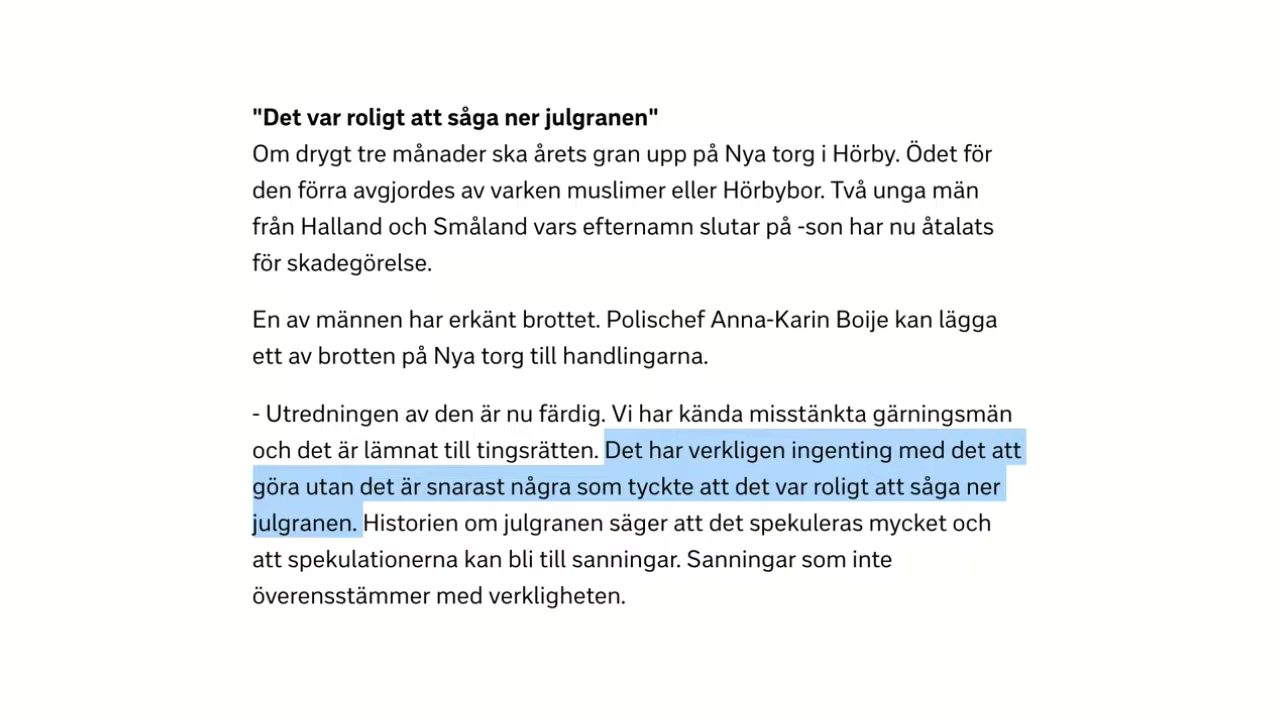 "Det var roligt att såga ner julgranen"
Om drygt tre månader ska årets gran upp på Nya torg i Hörby. Ödet för
den förra avgjordes av varken muslimer eller Hörbybor. Två unga män
från Halland och Småland vars efternamn slutar på -son har nu åtalats
för skadegörelse.
En av männen har erkänt brottet. Polischef Anna-Karin Boije kan lägga
ett av brotten på Nya torg till handlingarna.
- Utredningen av den är nu färdig. Vi har kända misstänkta gärningsmän
och det är lämnat till tingsrätten. Det har verkligen ingenting med det att
göra utan det är snarast några som tyckte att det var roligt att såga ner
julgranen. Historien om julgranen säger att det spekuleras mycket och
att spekulationerna kan bli till sanningar. Sanningar som inte
överensstämmer med verkligheten.